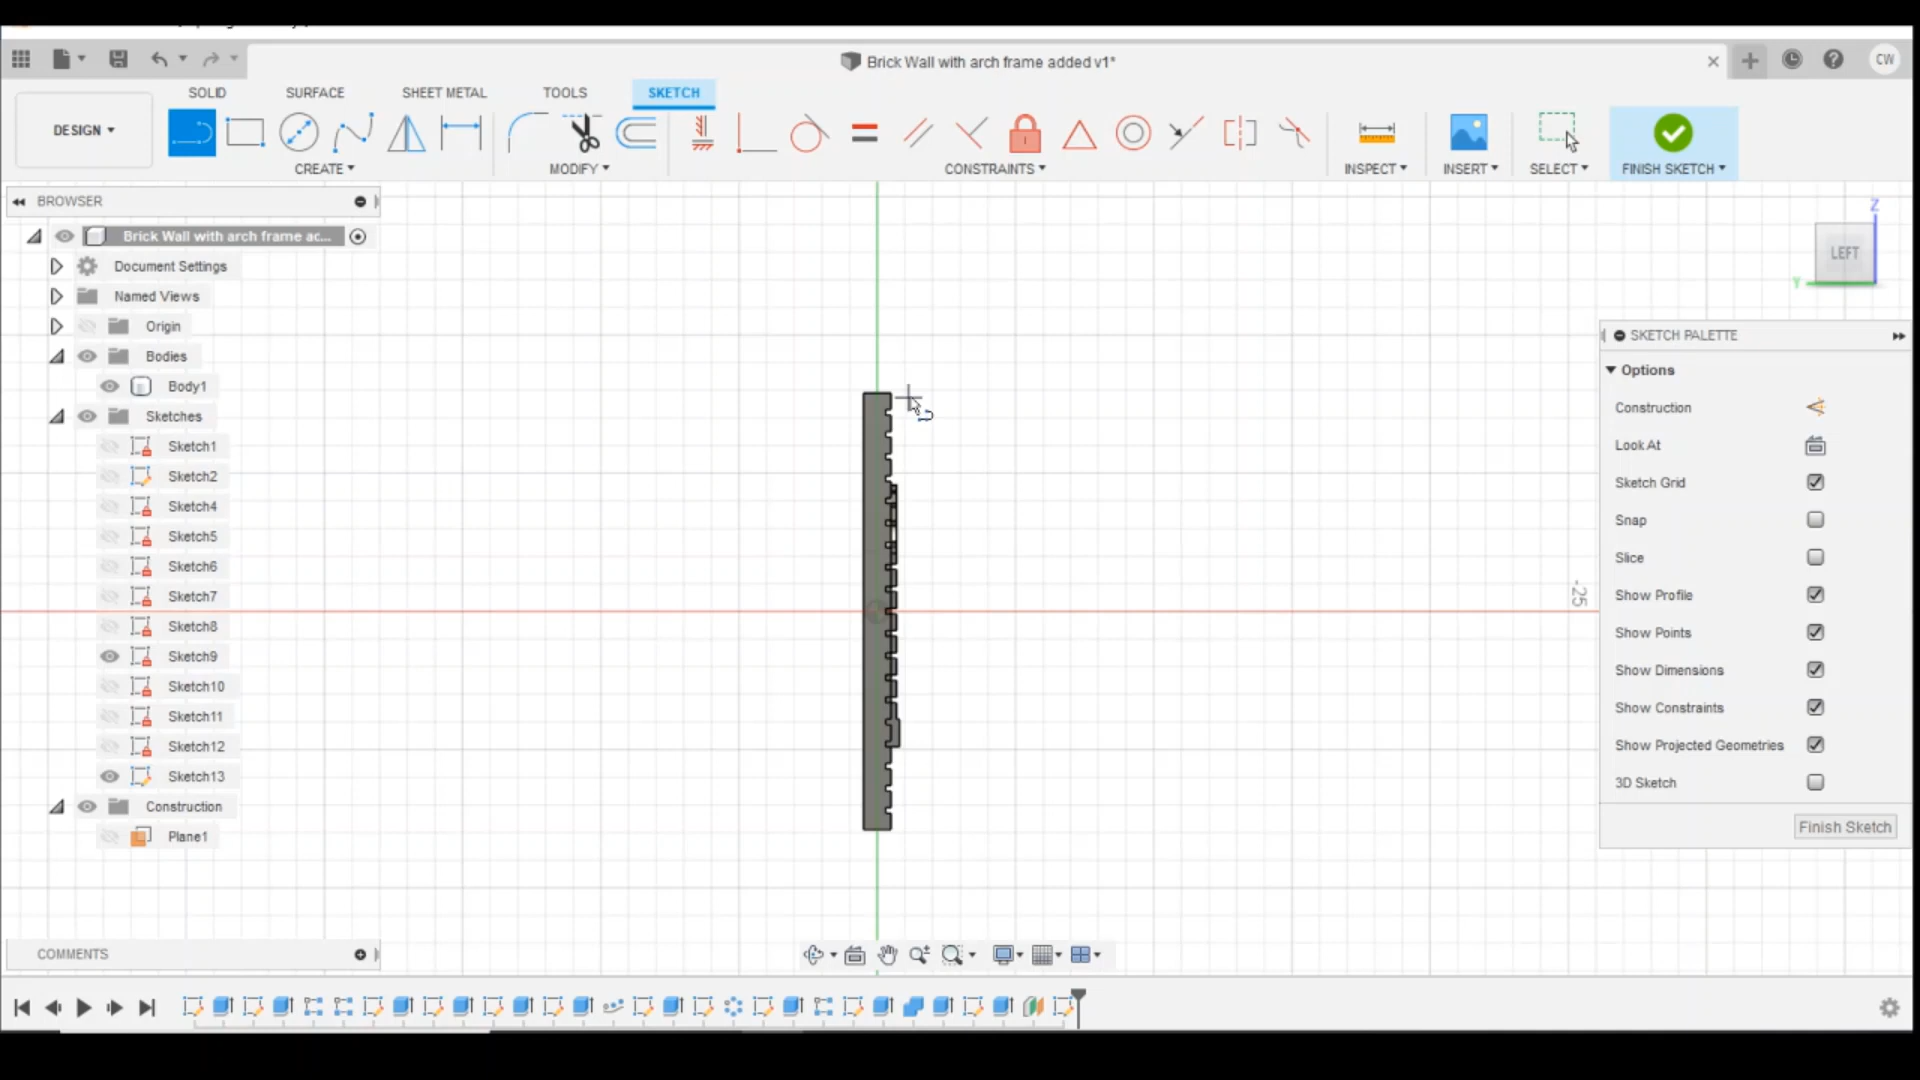 Brick Wall with arch frame added v1*
CW
SOLID
SURFACE
SHEET METAL
TOOLS
SKETCH
DESIGN
CREATE
MODIFY
CONSTRAINTS
INSPECT
INSERT
SELECT
FINISH SKETCH
BROWSER
Brick Wall with arch frame ac...
Document Settings
Named Views
Origin
Bodies
Body1
Sketches
Sketch1
Sketch2
Sketch4
Sketch5
Sketch6
Sketch7
Sketch8
Sketch9
Sketch10
Sketch11
Sketch12
Sketch13
Construction
Plane1
-25
Z
LEFT
Y
SKETCH PALETTE
Options
Construction
Look At
Sketch Grid
Snap
Slice
Show Profile
Show Points
Show Dimensions
Show Constraints
Show Projected Geometries
3D Sketch
Finish Sketch
COMMENTS